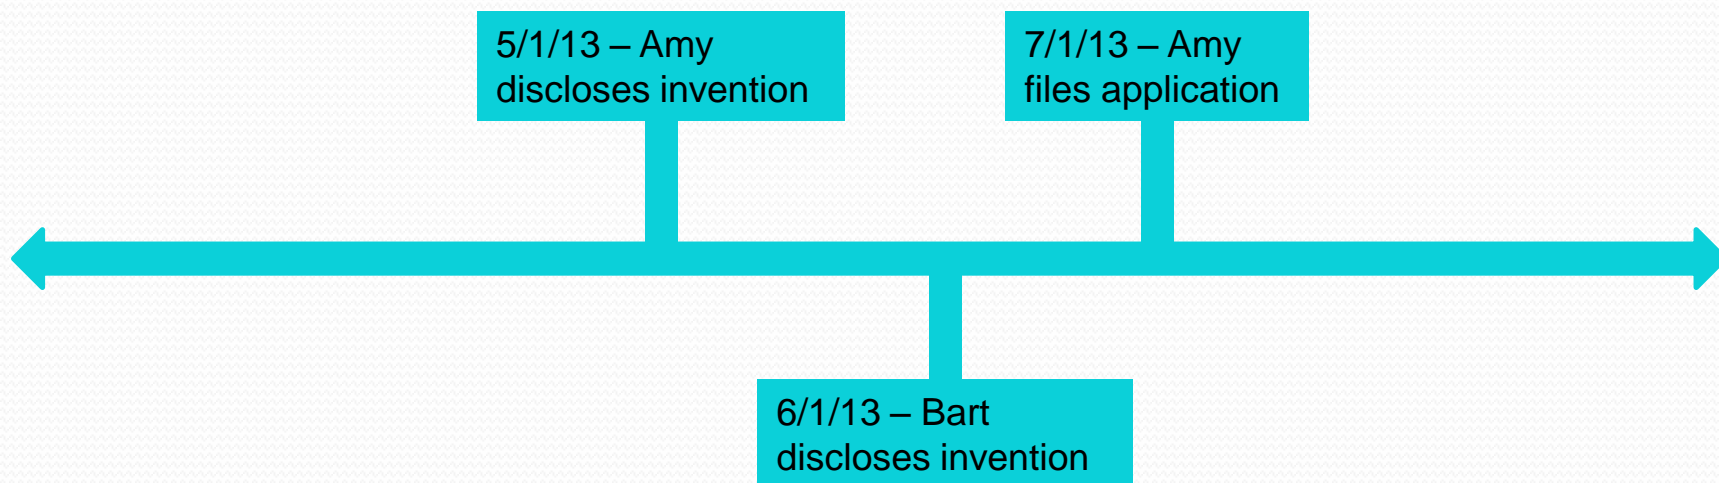 5/1/13 – Amy
discloses invention
7/1/13 – Amy
files application
6/1/13 – Bart
discloses invention